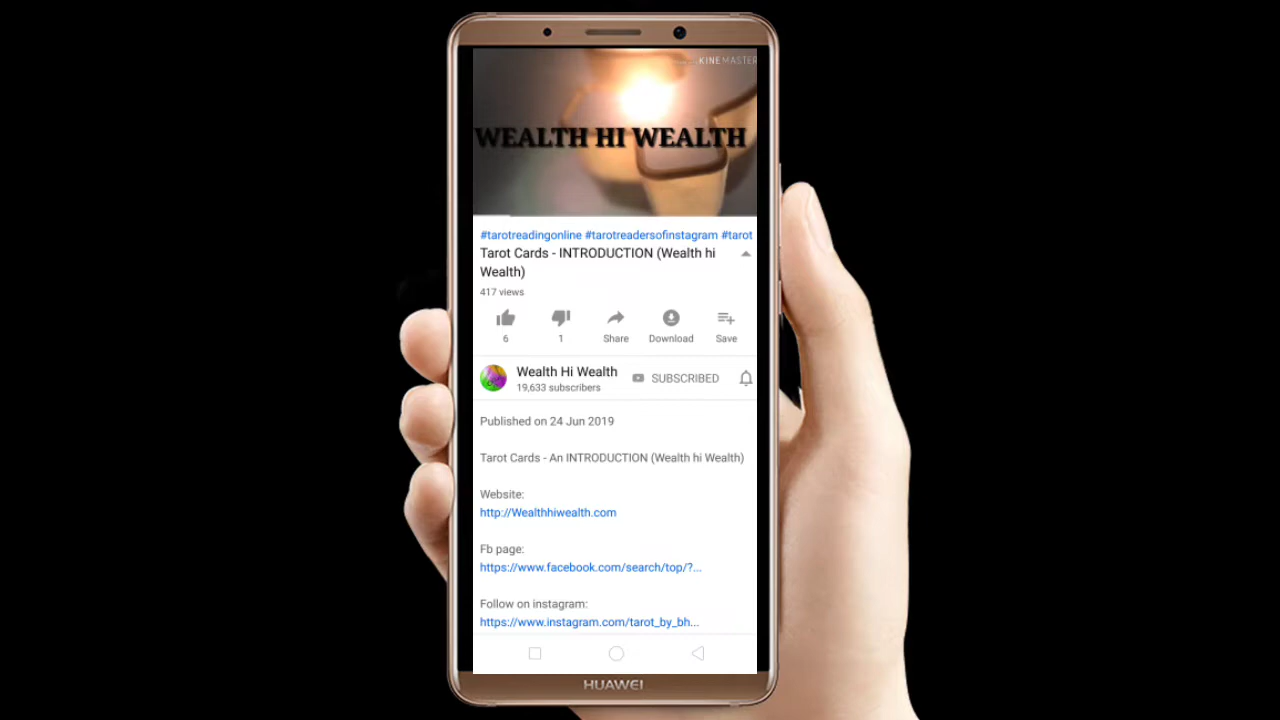 KINEMASTER
WEALTH HI WEALTH
#tarotreadingonline #tarotreadersofinstagram #tarot
Tarot Cards - INTRODUCTION (Wealth hi
Wealth)
417 views
6
1
Share
Download
Save
Wealth Hi Wealth
SUBSCRIBED
19,633 subscribers
Published on 24 Jun 2019
Tarot Cards - An INTRODUCTION (Wealth hi Wealth)
Website:
http://Wealthhiwealth.com
Fb page:
https://www.facebook.com/search/top/?...
Follow on instagram:
https://www.instagram.com/tarot_by_bh...
HUAWEI